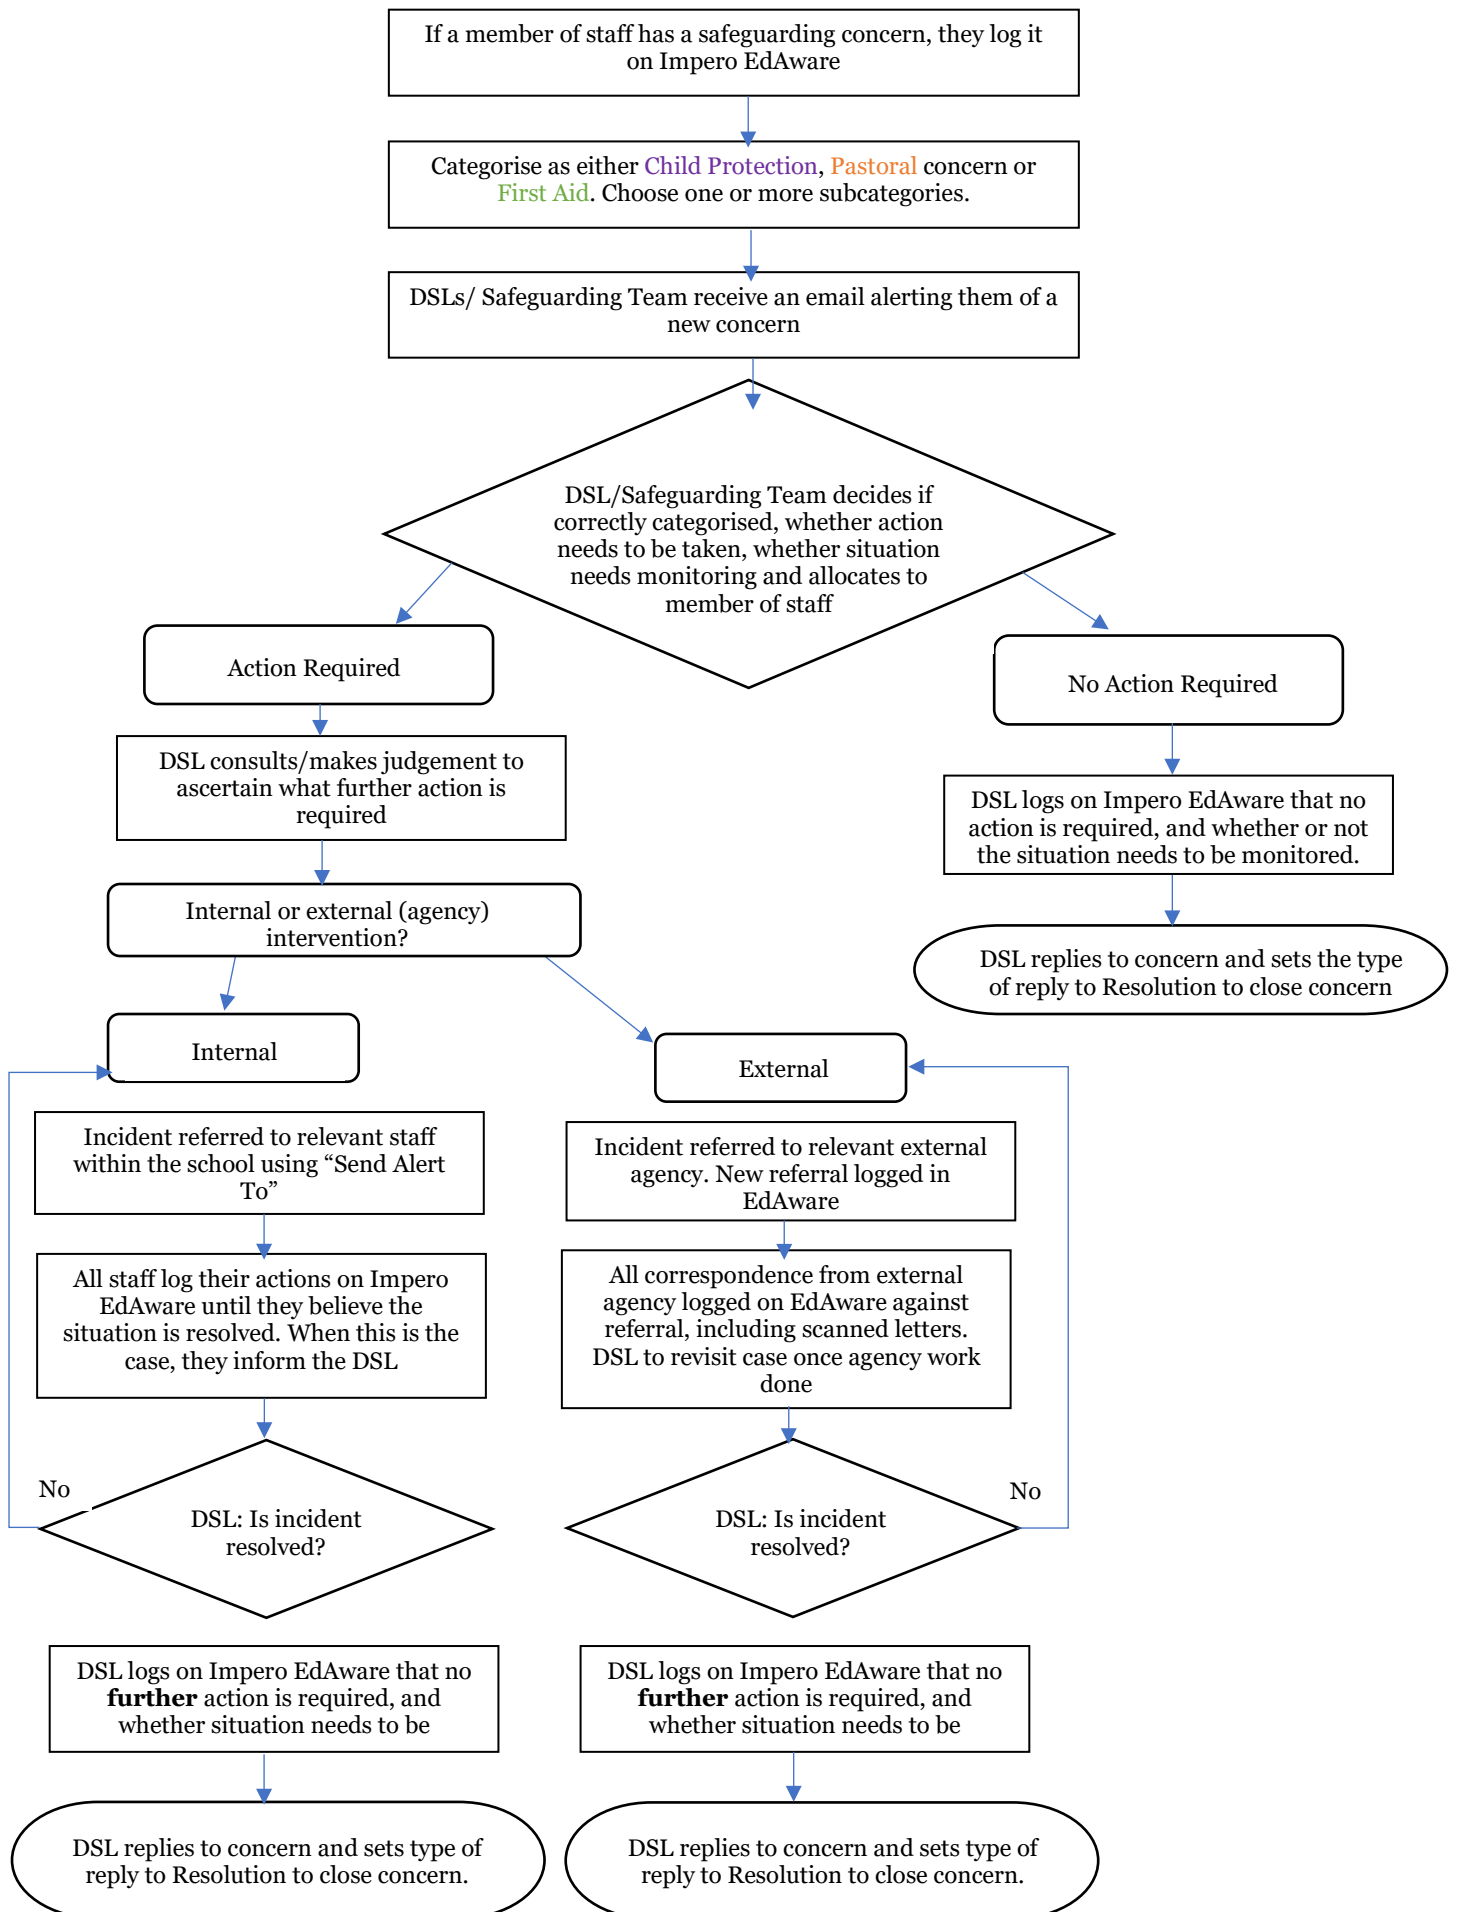 If a member of staff has a safeguarding concern, they log it
on Impero EdAware
Categorise as either Child Protection, Pastoral concern or
First Aid. Choose one or more subcategories.
DSLs/ Safeguarding Team receive an email alerting them of a
new concern
DSL/Safeguarding Team decides if
correctly categorised, whether action
needs to be taken, whether situation
needs monitoring and allocates to
member of staff
Action Required
No Action Required
DSL consults/makes judgement to
ascertain what further action is
required
DSL logs on Impero EdAware that no
action is required, and whether or not
the situation needs to be monitored.
Internal or external (agency)
intervention?
DSL replies to concern and sets the type
of reply to Resolution to close concern
Internal
External
Incident referred to relevant staff
within the school using “Send Alert
To”
Incident referred to relevant external
agency. New referral logged in
EdAware
All staff log their actions on Impero
EdAware until they believe the
situation is resolved. When this is the
case, they inform the DSL
All correspondence from external
agency logged on EdAware against
referral, including scanned letters.
DSL to revisit case once agency work
done
No
DSL: Is incident
resolved?
No
DSL: Is incident
resolved?
DSL logs on Impero EdAware that no
further action is required, and
whether situation needs to be
DSL logs on Impero EdAware that no
further action is required, and
whether situation needs to be
DSL replies to concern and sets type of
reply to Resolution to close concern.
DSL replies to concern and sets type of
reply to Resolution to close concern.